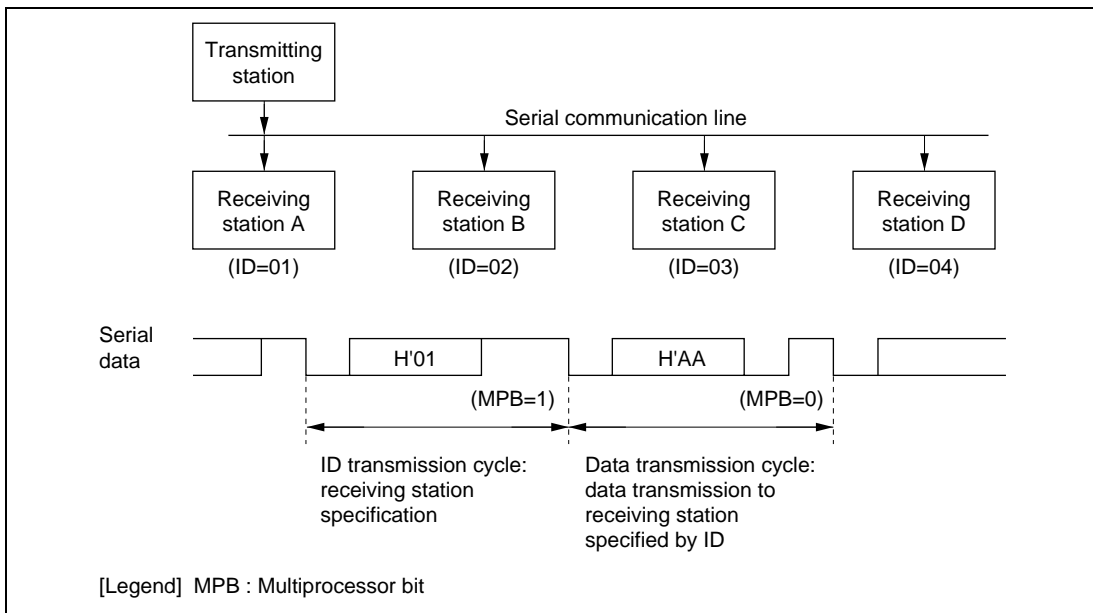 Transmitting
station
Serial communication line
Receiving
station A
Receiving
station B
Receiving
station C
Receiving
station D
(ID=01)
(ID=02)
(ID=03)
(ID=04)
Serial
data
H'01
H'AA
(MPB=1)
(MPB=0)
ID transmission cycle:
receiving station
specification
Data transmission cycle:
data transmission to
receiving station
specified by ID
[Legend] MPB : Multiprocessor bit